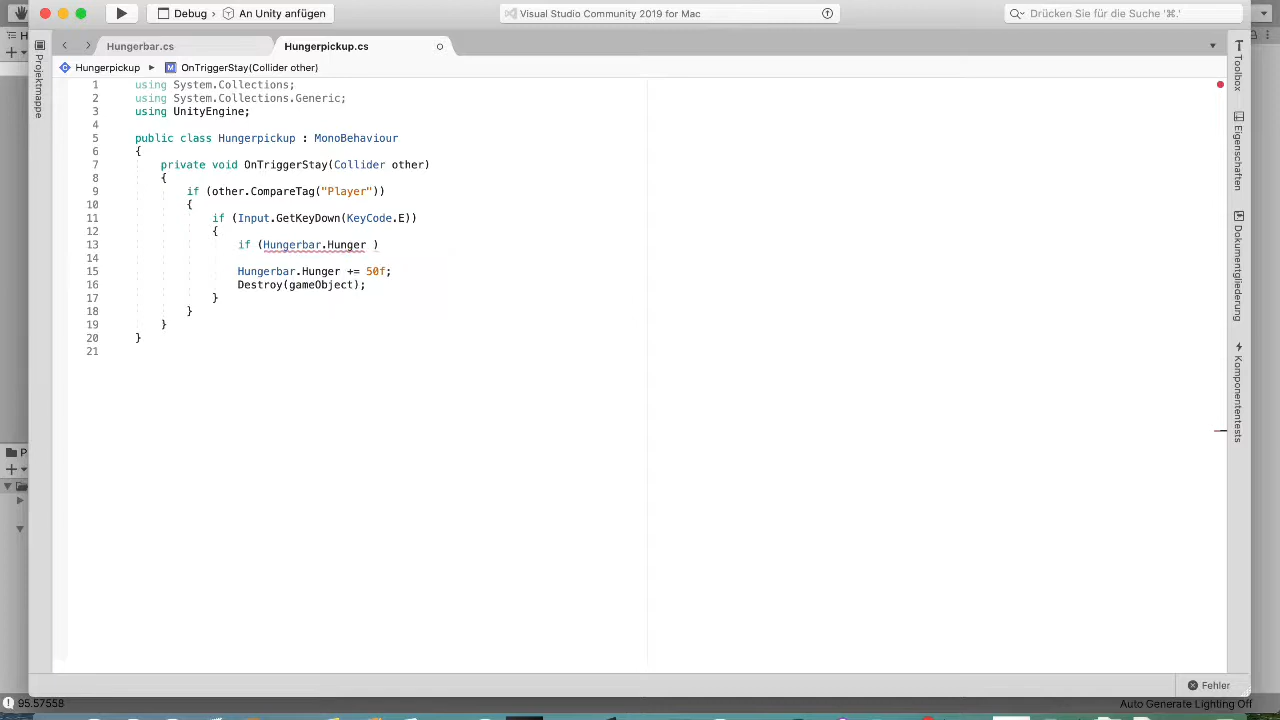 Debug › An Unity anfügen
Visual Studio Community 2019 for Mac
Drücken Sie für die Suche '⌘.'
Hungerbar.cs
Hungerpickup.cs
Hungerpickup ▸ M OnTriggerStay(Collider other)
Projektmappe
Toolbox
Eigenschaften
Dokumentgliederung
Komponententests
1 using System.Collections;
2 using System.Collections.Generic;
3 using UnityEngine;
4
5 public class Hungerpickup : MonoBehaviour
6 {
7 private void OnTriggerStay(Collider other)
8 {
9 if (other.CompareTag("Player"))
10 {
11 if (Input.GetKeyDown(KeyCode.E))
12 {
13 if (Hungerbar.Hunger )
14
15 Hungerbar.Hunger += 50f;
16 Destroy(gameObject);
17 }
18 }
19 }
20 }
21
Fehler
95.57558
Auto Generate Lighting Off